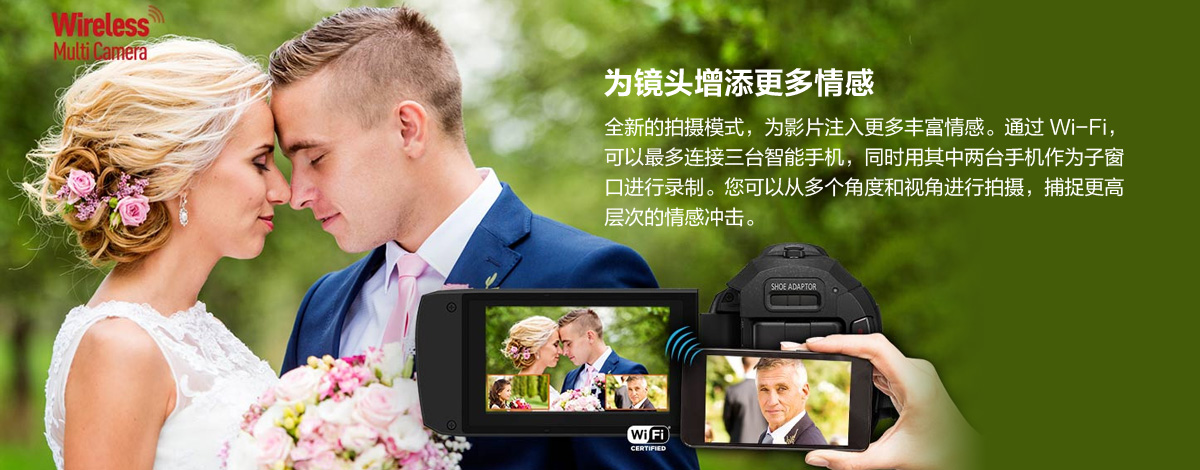 Wireless
Multi Camera
为镜头增添更多情感
全新的拍摄模式，为影片注入更多丰富情感。通过 Wi-Fi，
可以最多连接三台智能手机，同时用其中两台手机作为子窗
口进行录制。您可以从多个角度和视角进行拍摄，捕捉更高
层次的情感冲击。
SHOE ADAPTOR
Wi Fi
CERTIFIED